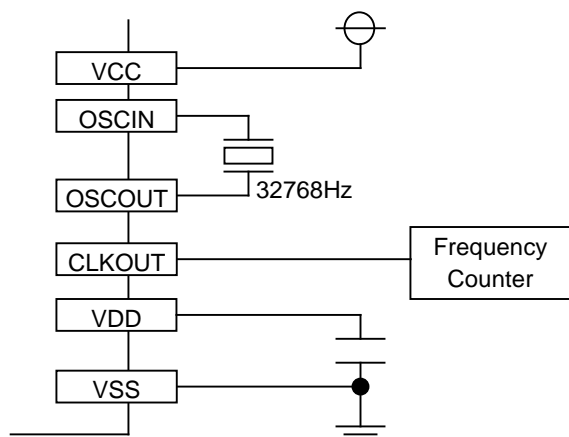 VCC
OSCIN
OSCOUT
32768Hz
CLKOUT
Frequency
Counter
VDD
VSS